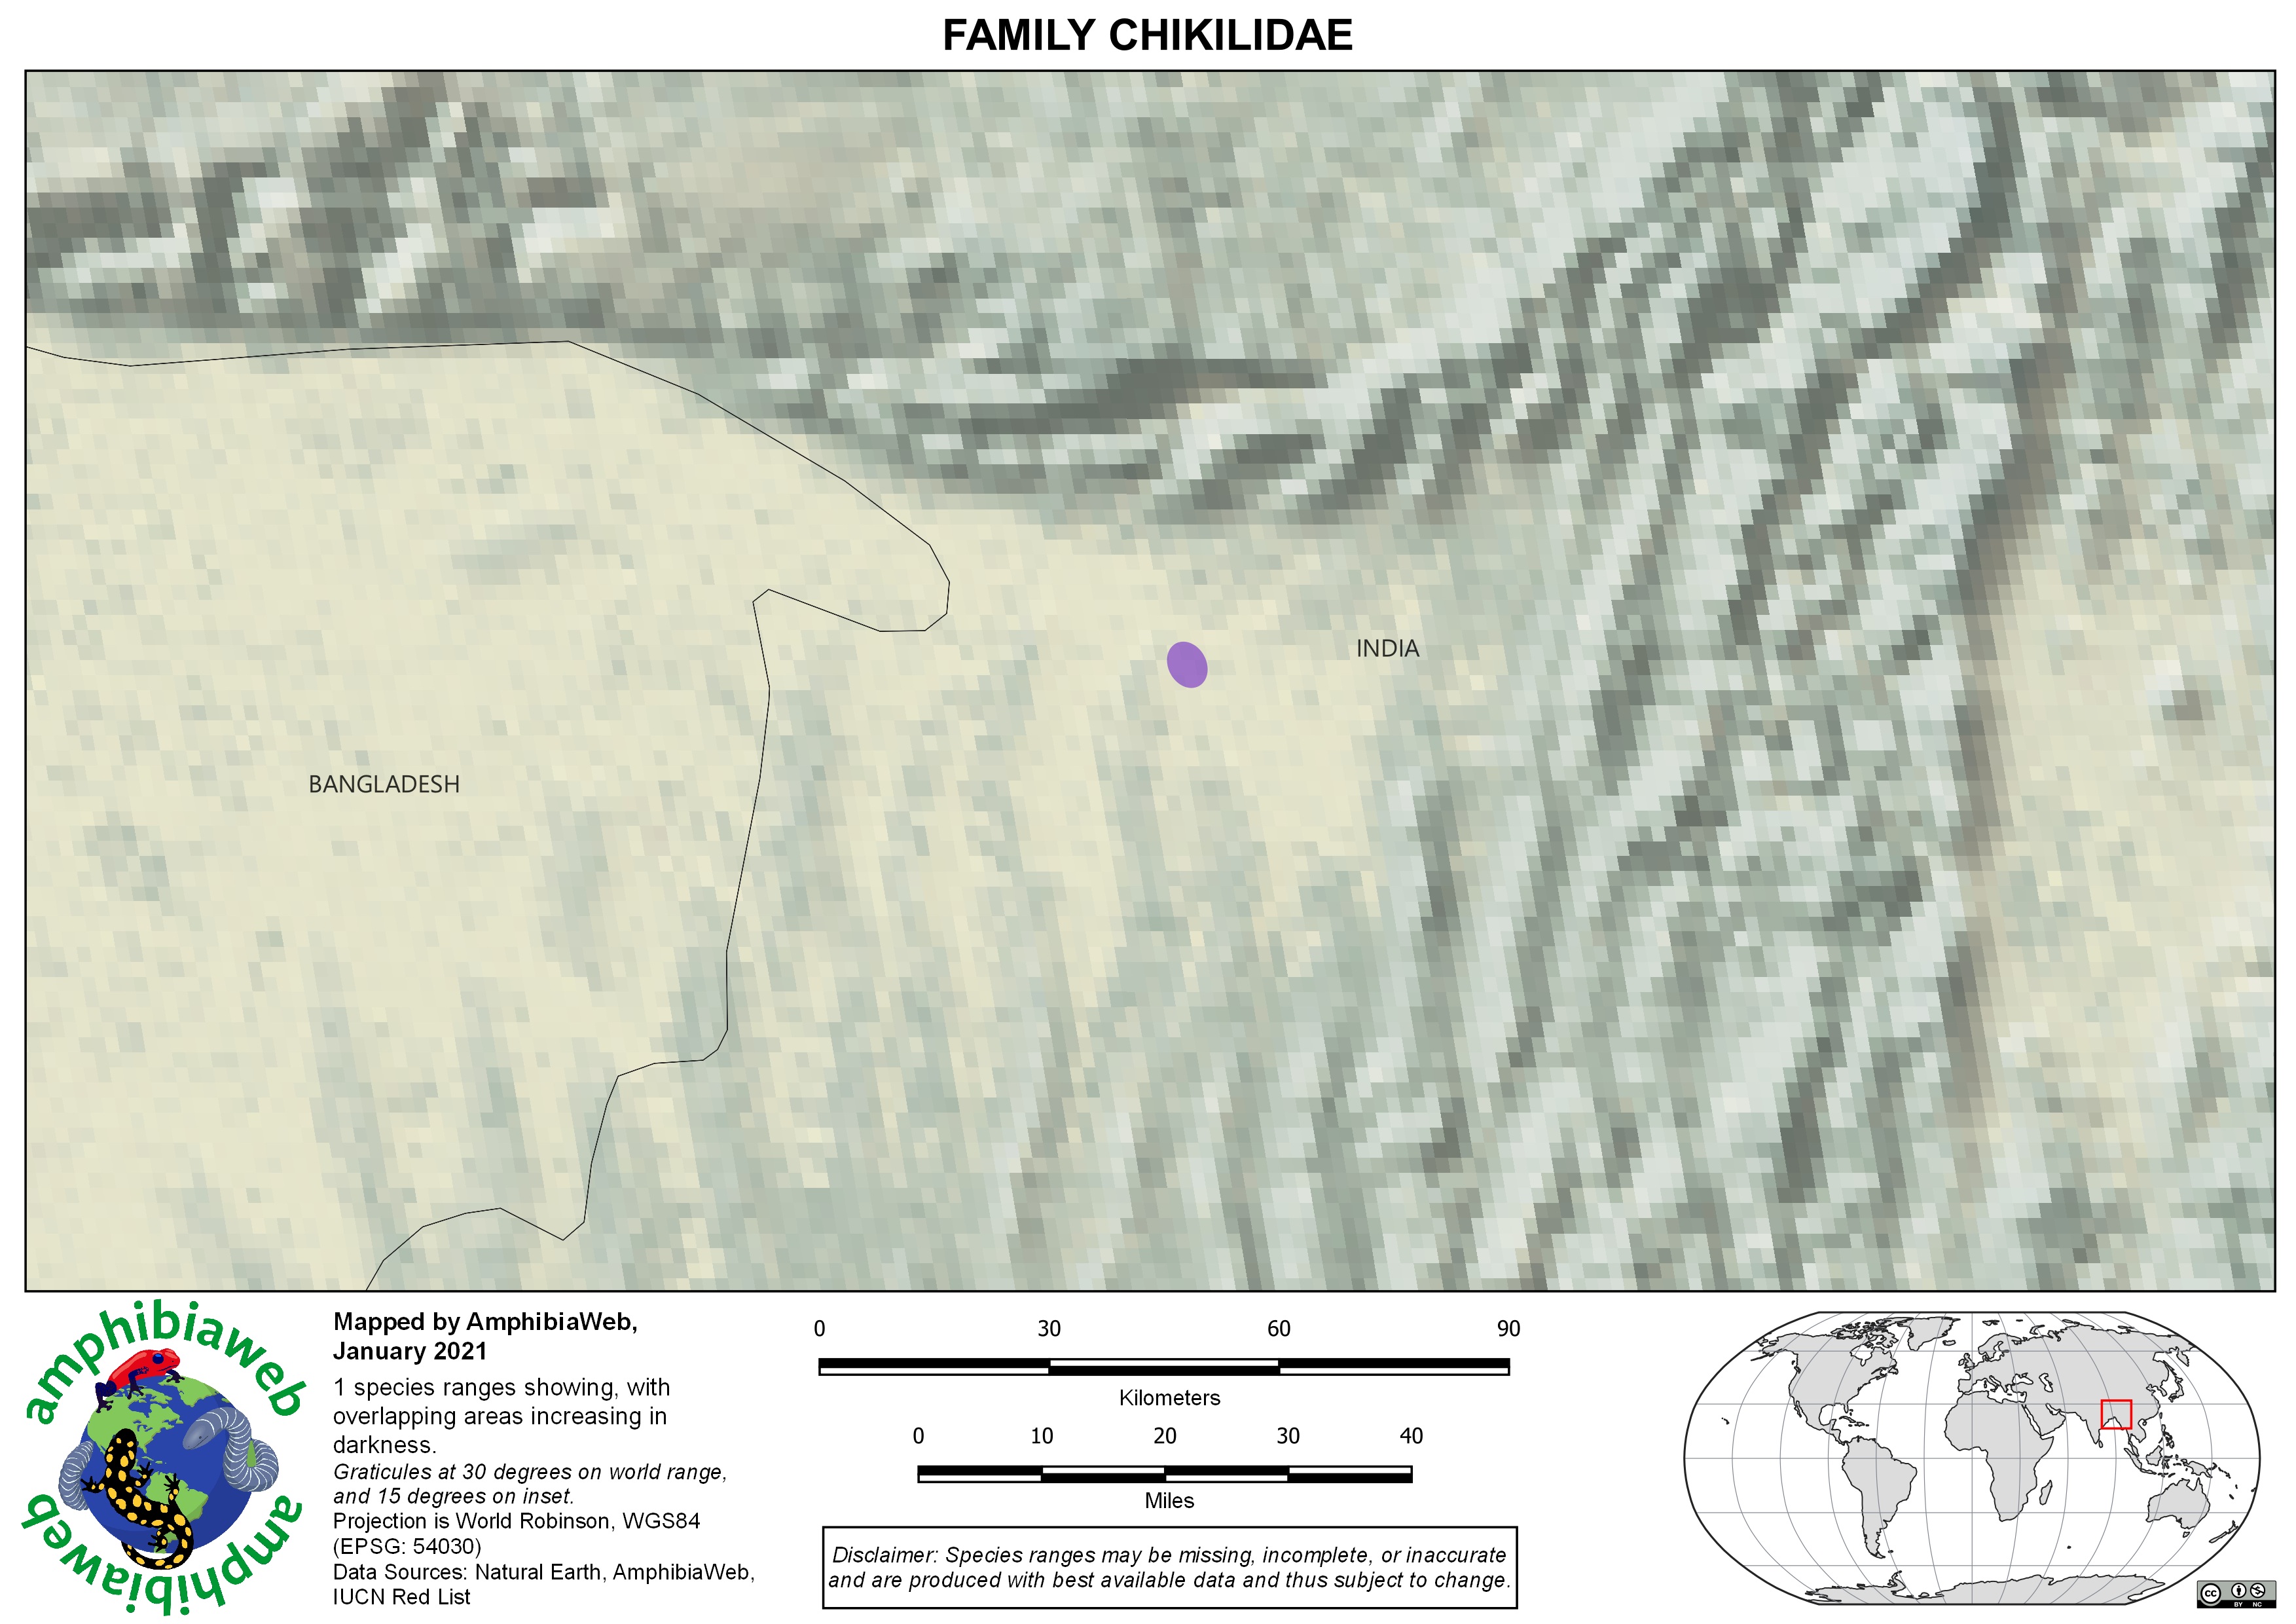 FAMILY CHIKILIDAE
INDIA
BANGLADESH
amphibiaweb
amphibiaweb
Mapped by AmphibiaWeb,
January 2021
1 species ranges showing, with
overlapping areas increasing in
darkness.
Graticules at 30 degrees on world range,
and 15 degrees on inset.
Projection is World Robinson, WGS84
(EPSG: 54030)
Data Sources: Natural Earth, AmphibiaWeb,
IUCN Red List
0 30 60 90
Kilometers
0 10 20 30 40
Miles
Disclaimer: Species ranges may be missing, incomplete, or inaccurate
and are produced with best available data and thus subject to change.
cc
BY NC